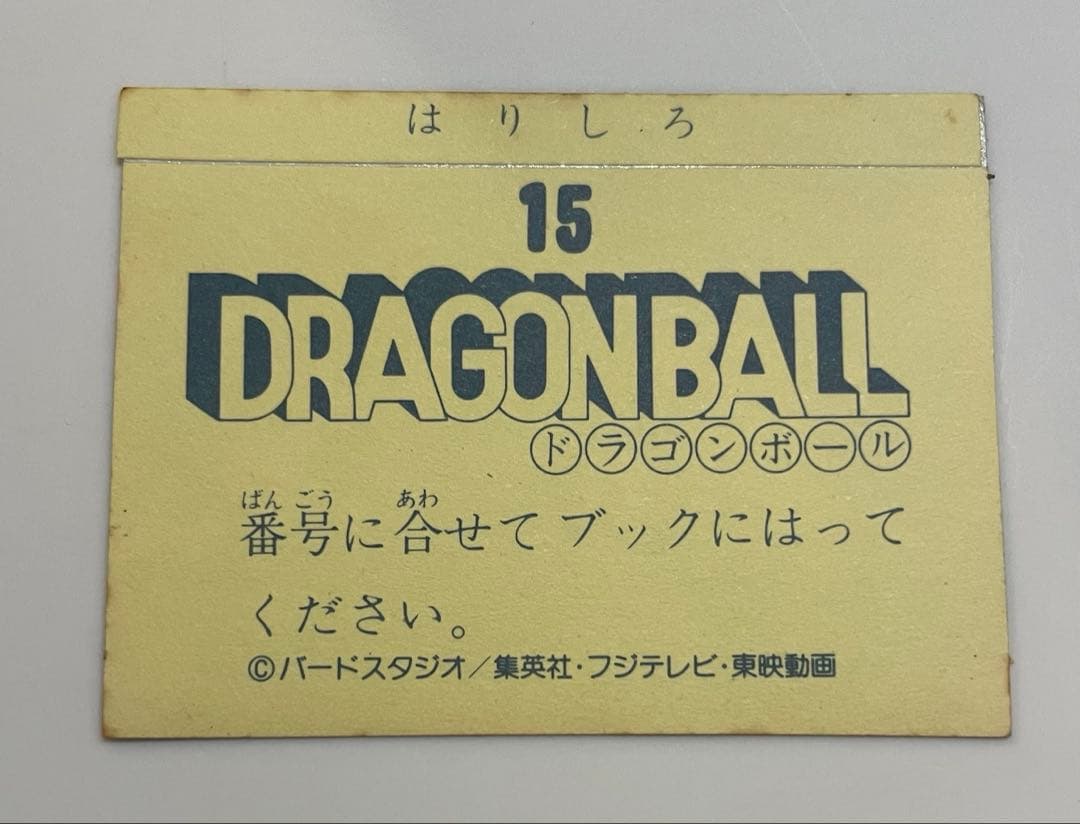 はりしろ
15
DRAGONBALL
ドラゴンボール
ばんごう あわ
番号に合せてブックにはって
ください。
©バードスタジオ/集英社・フジテレビ・東映動画